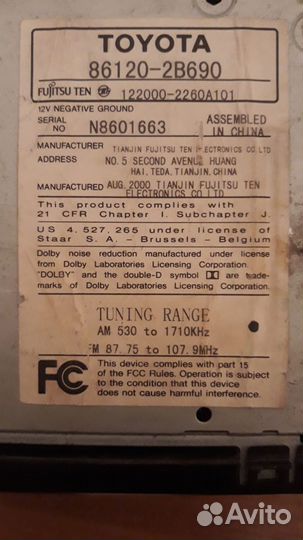 TOYOTA
86120-2B690
FUJITSU TEN 122000-2260A101
12V NEGATIVE GROUND
SERIAL NO N8601663 ASSEMBLED IN CHINA
MANUFACTURER TIANJIN FUJITSU TEN ELECTRONICS CO LTD
ADDRESS NO. 5 SECOND AVENUE HUANG
HAI, TEDA, TIANJIN, CHINA
MANUFACTURED AUG. 2000 TIANJIN FUJITSU TEN
ELECTRONICS CO LTD
This product complies with
21 CFR Chapter I. Subchapter J.
US 4, 527, 265 under license of
Staar S. A. – Brussels – Belgium
Dolby noise reduction manufactured under license
from Dolby Laboratories Licensing Corporation.
"DOLBY" and the double-D symbol are trade-
marks of Dolby Laboratories Licensing Corporation.
TUNING RANGE
AM 530 to 1710KHz
FM 87.75 to 107.9MHz
FC This device complies with part 15
of the FCC Rules. Operation is subject
to the condition that this device
does not cause harmful interference.
Avito